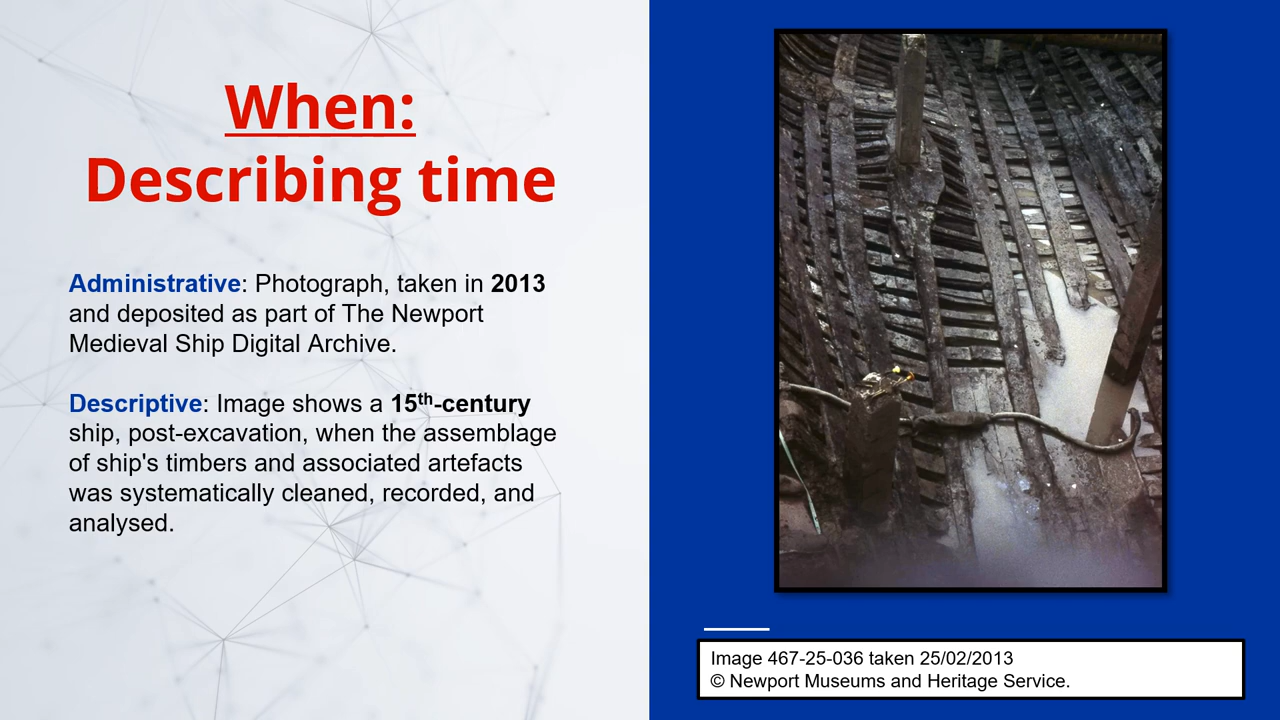 When:
Describing time
Administrative: Photograph, taken in 2013
and deposited as part of The Newport
Medieval Ship Digital Archive.
Descriptive: Image shows a 15th-century
ship, post-excavation, when the assemblage
of ship's timbers and associated artefacts
was systematically cleaned, recorded, and
analysed.
Image 467-25-036 taken 25/02/2013
© Newport Museums and Heritage Service.